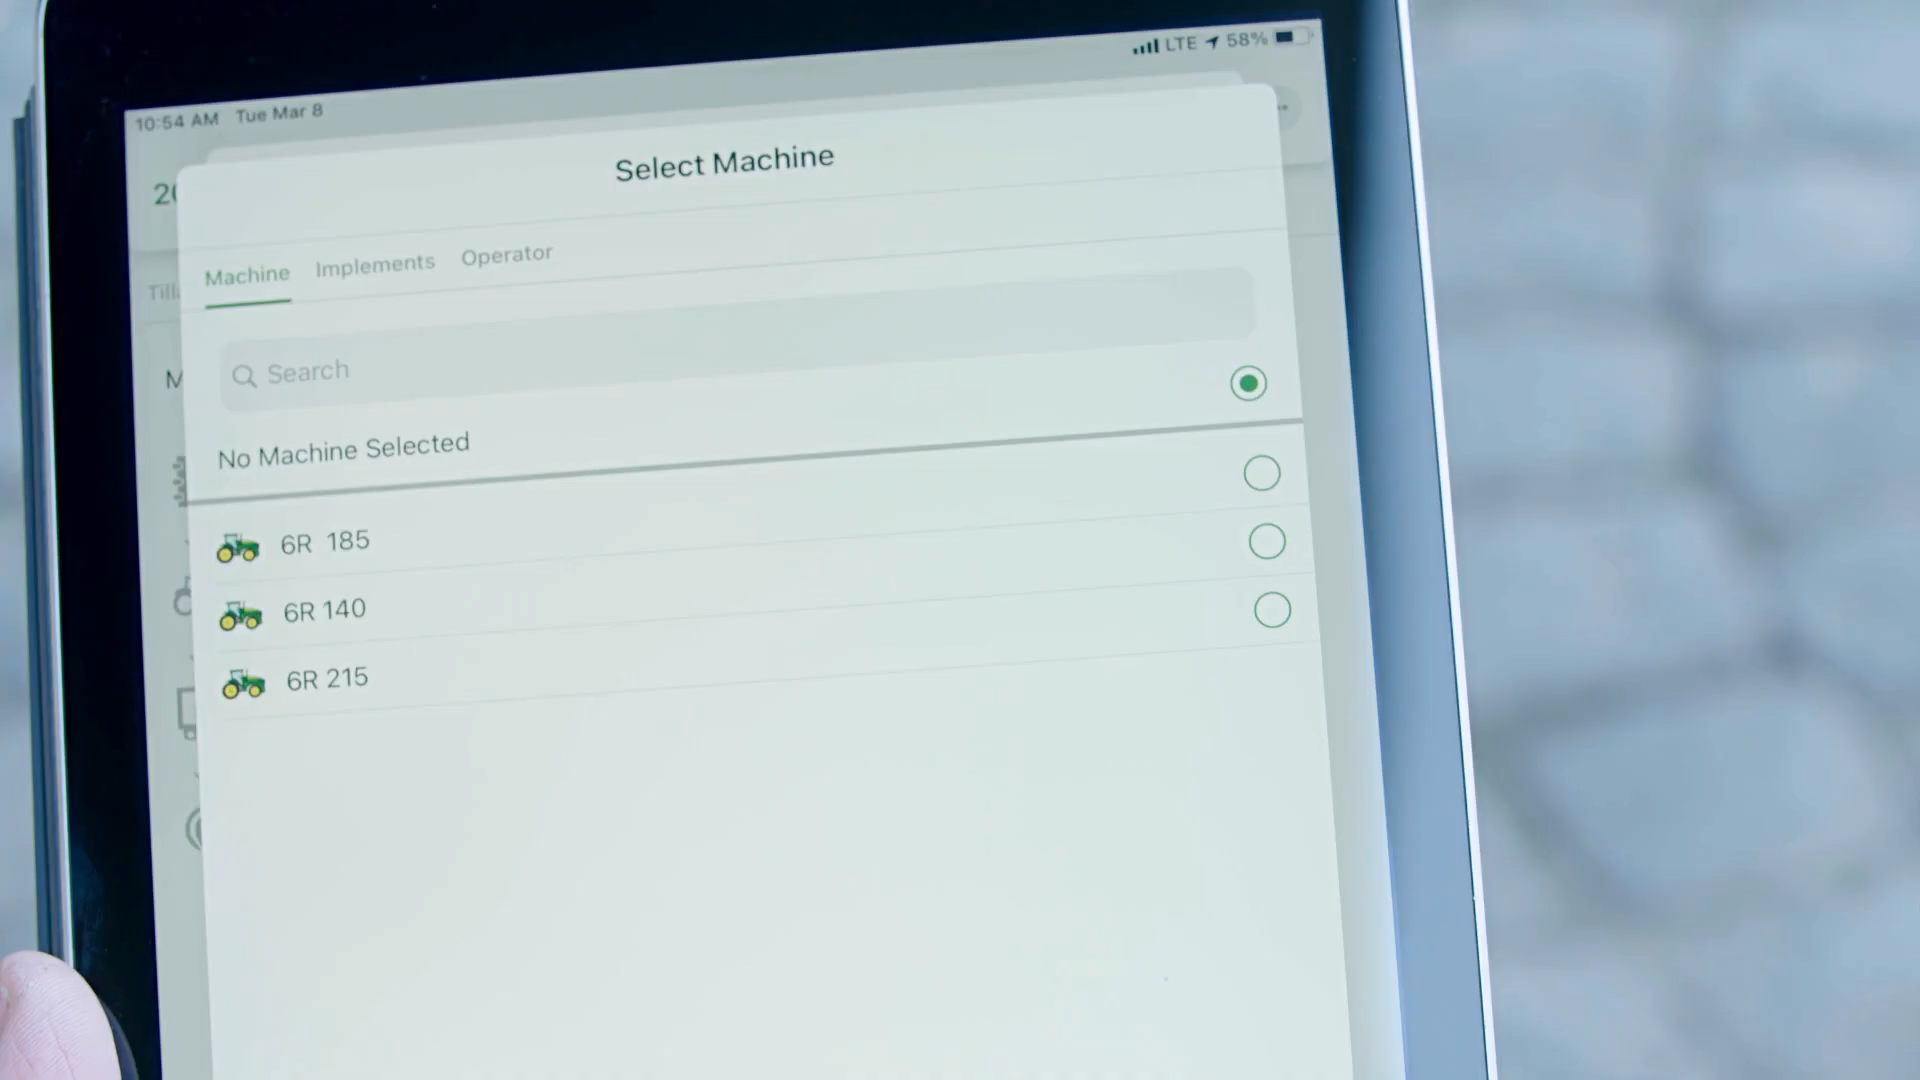 10:54 AM Tue Mar 8
LTE 58%
Select Machine
Machine Implements Operator
Search
No Machine Selected
6R 185
6R 140
6R 215